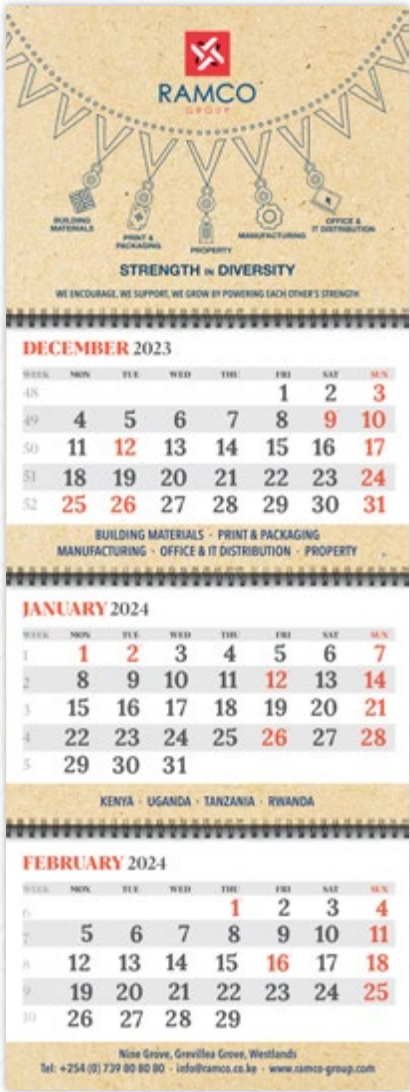 RAMCO
GROUP
BUILDING
MATERIALS
PRINT &
PACKAGING
PROPERTY
MANUFACTURING
OFFICE &
IT DISTRIBUTION
STRENGTH IN DIVERSITY
WE ENCOURAGE, WE SUPPORT, WE GROW BY POWERING EACH OTHER'S STRENGTH
DECEMBER 2023
WEEK MON TUE WED THU FRI SAT SUN
48 1 2 3
49 4 5 6 7 8 9 10
50 11 12 13 14 15 16 17
51 18 19 20 21 22 23 24
52 25 26 27 28 29 30 31
BUILDING MATERIALS · PRINT & PACKAGING
MANUFACTURING · OFFICE & IT DISTRIBUTION · PROPERTY
JANUARY 2024
WEEK MON TUE WED THU FRI SAT SUN
1 1 2 3 4 5 6 7
2 8 9 10 11 12 13 14
3 15 16 17 18 19 20 21
4 22 23 24 25 26 27 28
5 29 30 31
KENYA · UGANDA · TANZANIA · RWANDA
FEBRUARY 2024
WEEK MON TUE WED THU FRI SAT SUN
6 1 2 3 4
7 5 6 7 8 9 10 11
8 12 13 14 15 16 17 18
9 19 20 21 22 23 24 25
10 26 27 28 29
Nine Grove, Grevillea Grove, Westlands
Tel: +254 (0) 739 80 80 80 · info@ramco.co.ke · www.ramco-group.com